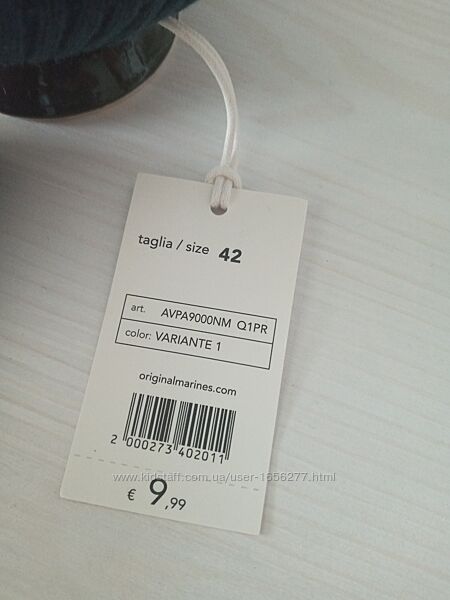 taglia / size 42
art. AVPA9000NM Q1PR
color: VARIANTE 1
originalmarines.com
2 000273 402011
www.kidstaff.com.ua/user-1656277.html
€ 9,99